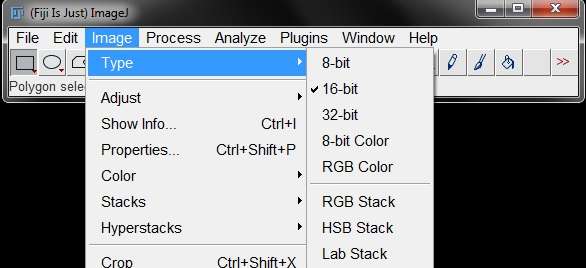 (Fiji Is Just) ImageJ
File Edit Image Process Analyze Plugins Window Help
>>
Polygon selec
Type
Adjust
Show Info... Ctrl+I
Properties... Ctrl+Shift+P
Color
Stacks
Hyperstacks
Crop Ctrl+Shift+X
8-bit
16-bit
32-bit
8-bit Color
RGB Color
RGB Stack
HSB Stack
Lab Stack